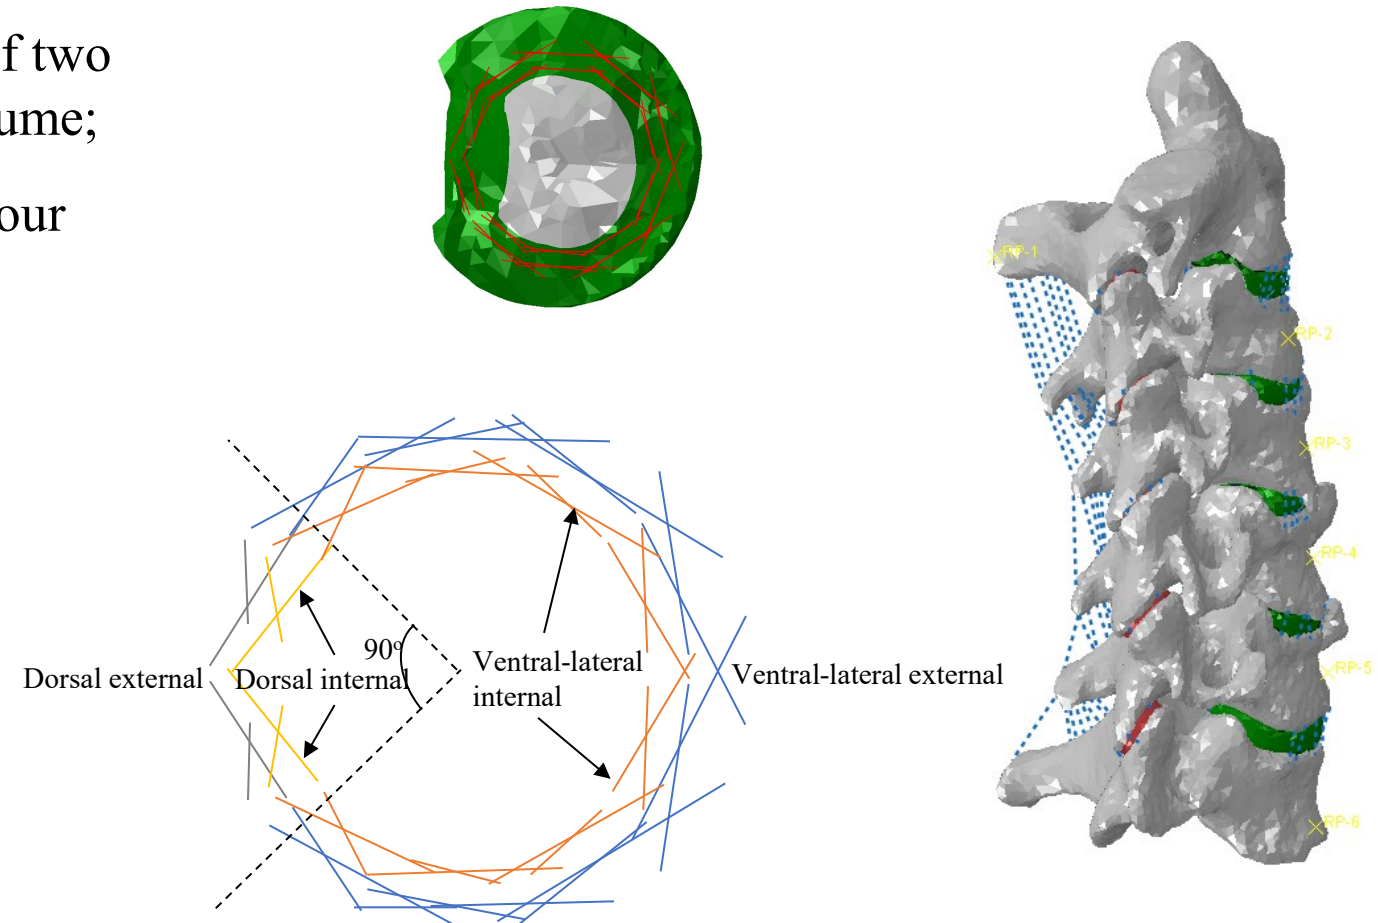 f two
ume;
our
RP-1
RP-2
RP-3
RP-4
RP-5
RP-6
90°
Dorsal external
Dorsal internal
Ventral-lateral
internal
Ventral-lateral external